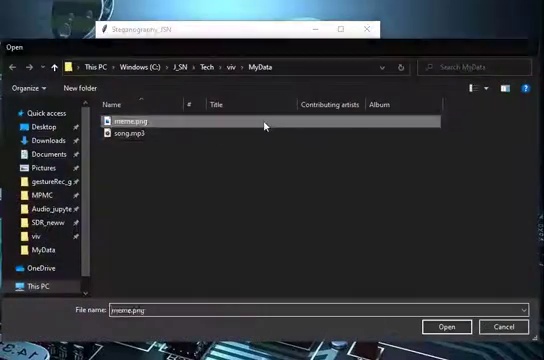 Steganography_JSN
Open
This PC > Windows (C:) > J_SN > Tech > viv > MyData
Search MyData
Organize
New folder
?
Name # Title Contributing artists Album
Quick access
Desktop
Downloads
Documents
Pictures
gestureRec_g
MPMC
Audio_jupyte
SDR_neww
viv
MyData
OneDrive
This PC
meme.png
song.mp3
File name: meme.png
Open Cancel